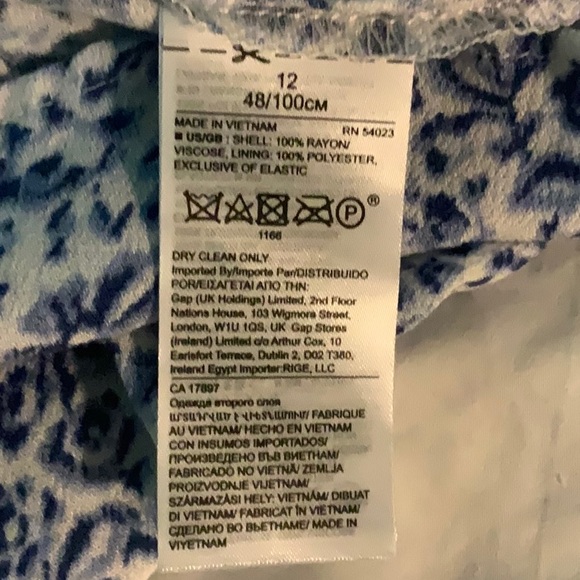 12
48/100CM
MADE IN VIETNAM RN 54023
■ US/GB : SHELL: 100% RAYON/
VISCOSE, LINING: 100% POLYESTER,
EXCLUSIVE OF ELASTIC
P®
1166
DRY CLEAN ONLY
Imported By/Importe Par/DISTRIBUIDO
POR/ΕΙΣΑΓΕΤΑΙ ΑΠΟ ΤΗΝ:
Gap (UK Holdings) Limited, 2nd Floor
Nations House, 103 Wigmore Street,
London, W1U 1QS, UK Gap Stores
(Ireland) Limited c/o Arthur Cox, 10
Earlsfort Terrace, Dublin 2, D02 T380,
Ireland Egypt Importer:RIGE, LLC
CA 17897
Одежда второго слоя
ԱՐՏԱԴՐՎԱԾ Է ՎԻԵՏՆԱՄՈՒՄ/ FABRIQUE
AU VIETNAM/ HECHO EN VIETNAM
CON INSUMOS IMPORTADOS/
ПРОИЗВЕДЕНО ВЪВ ВИЕТНАМ/
FABRICADO NO VIETNÃ/ ZEMLJA
PROIZVODNJE VIJETNAM/
SZÁRMAZÁSI HELY: VIETNÁM/ DIBUAT
DI VIETNAM/ FABRICAT ÎN VIETNAM/
СДЕЛАНО ВО ВЬЕТНАМЕ/ MADE IN
VIYETNAM